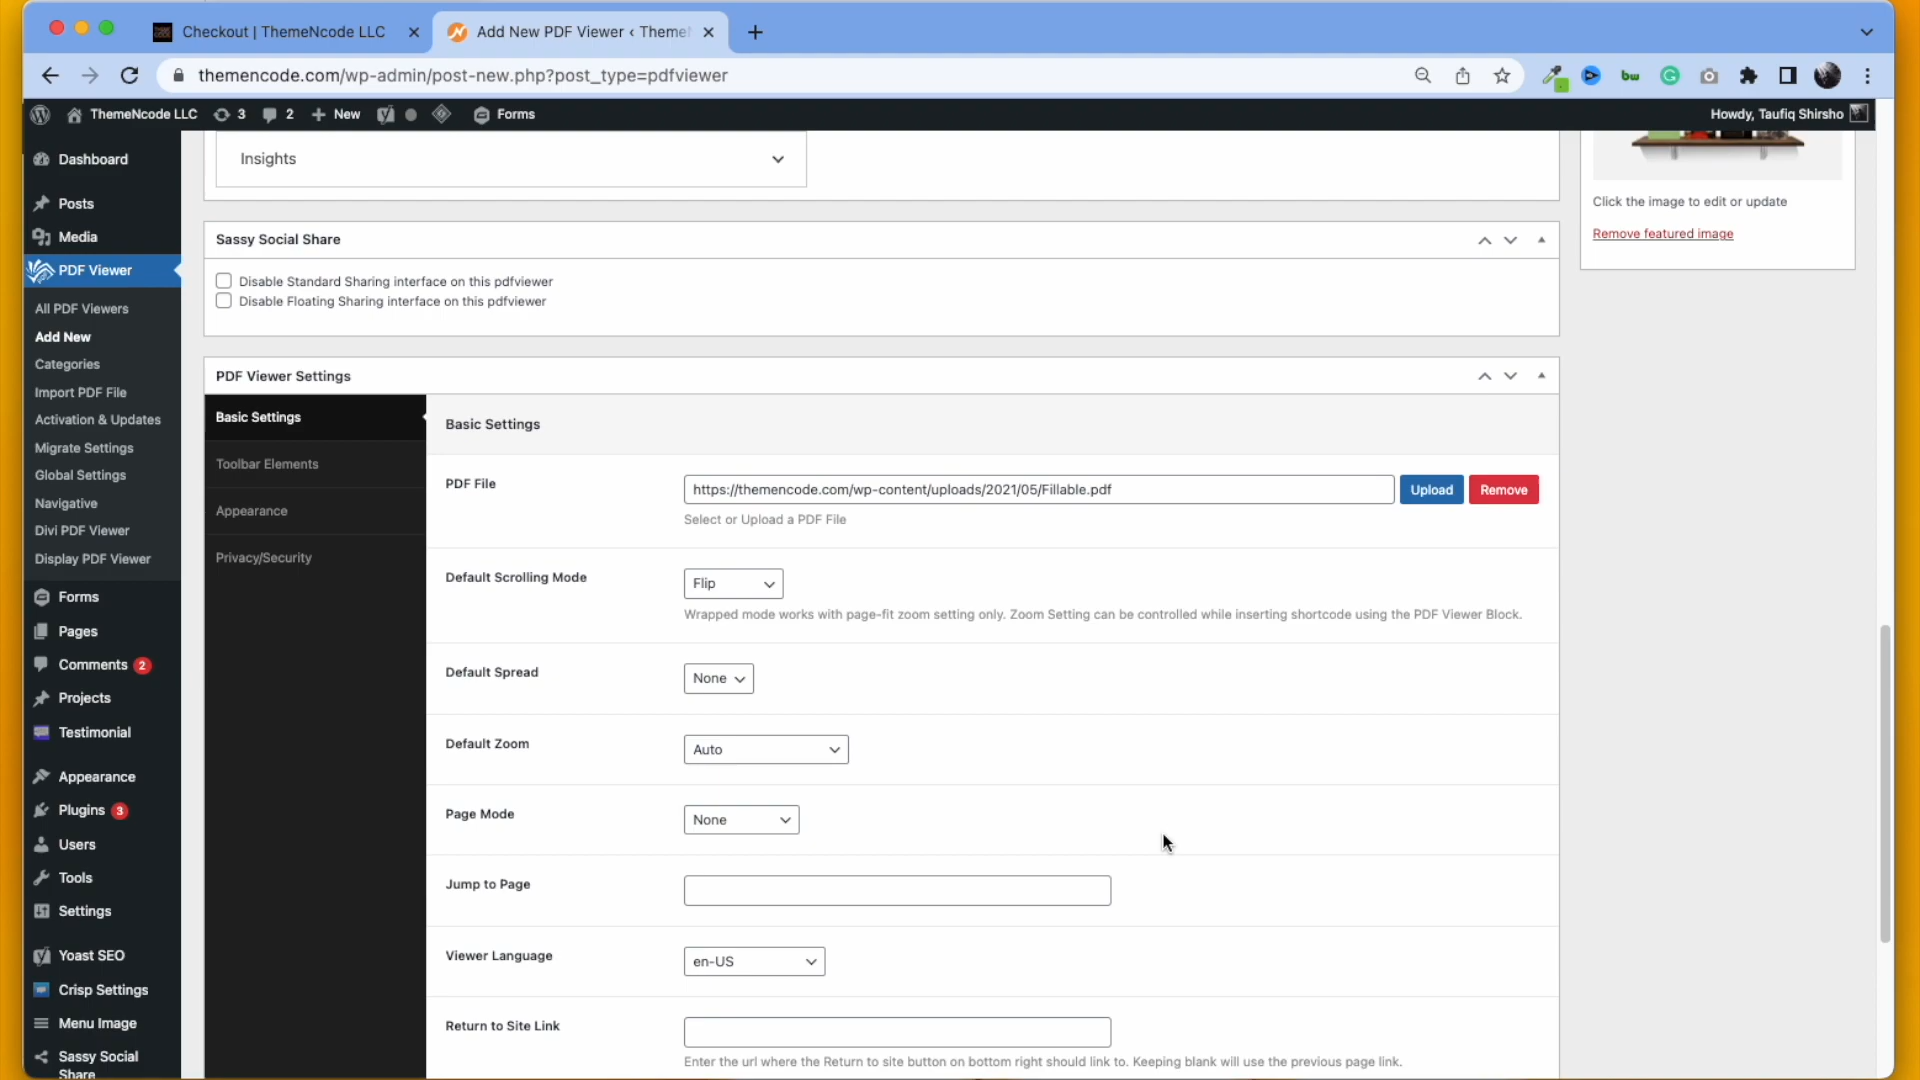 Checkout | ThemeNcode LLC
Add New PDF Viewer ‹ Theme
themencode.com/wp-admin/post-new.php?post_type=pdfviewer
bw
ThemeNcode LLC
3
2
New
Forms
Howdy, Taufiq Shirsho
Dashboard
Posts
Media
PDF Viewer
All PDF Viewers
Add New
Categories
Import PDF File
Activation & Updates
Migrate Settings
Global Settings
Navigative
Divi PDF Viewer
Display PDF Viewer
Forms
Pages
Comments 2
Projects
Testimonial
Appearance
Plugins 3
Users
Tools
Settings
Yoast SEO
Crisp Settings
Menu Image
Sassy Social
Share
Insights
Sassy Social Share
Disable Standard Sharing interface on this pdfviewer
Disable Floating Sharing interface on this pdfviewer
PDF Viewer Settings
Basic Settings
Toolbar Elements
Appearance
Privacy/Security
Basic Settings
PDF File
https://themencode.com/wp-content/uploads/2021/05/Fillable.pdf
Upload
Remove
Select or Upload a PDF File
Default Scrolling Mode
Flip
Wrapped mode works with page-fit zoom setting only. Zoom Setting can be controlled while inserting shortcode using the PDF Viewer Block.
Default Spread
None
Default Zoom
Auto
Page Mode
None
Jump to Page
Viewer Language
en-US
Return to Site Link
Enter the url where the Return to site button on bottom right should link to. Keeping blank will use the previous page link.
Click the image to edit or update
Remove featured image